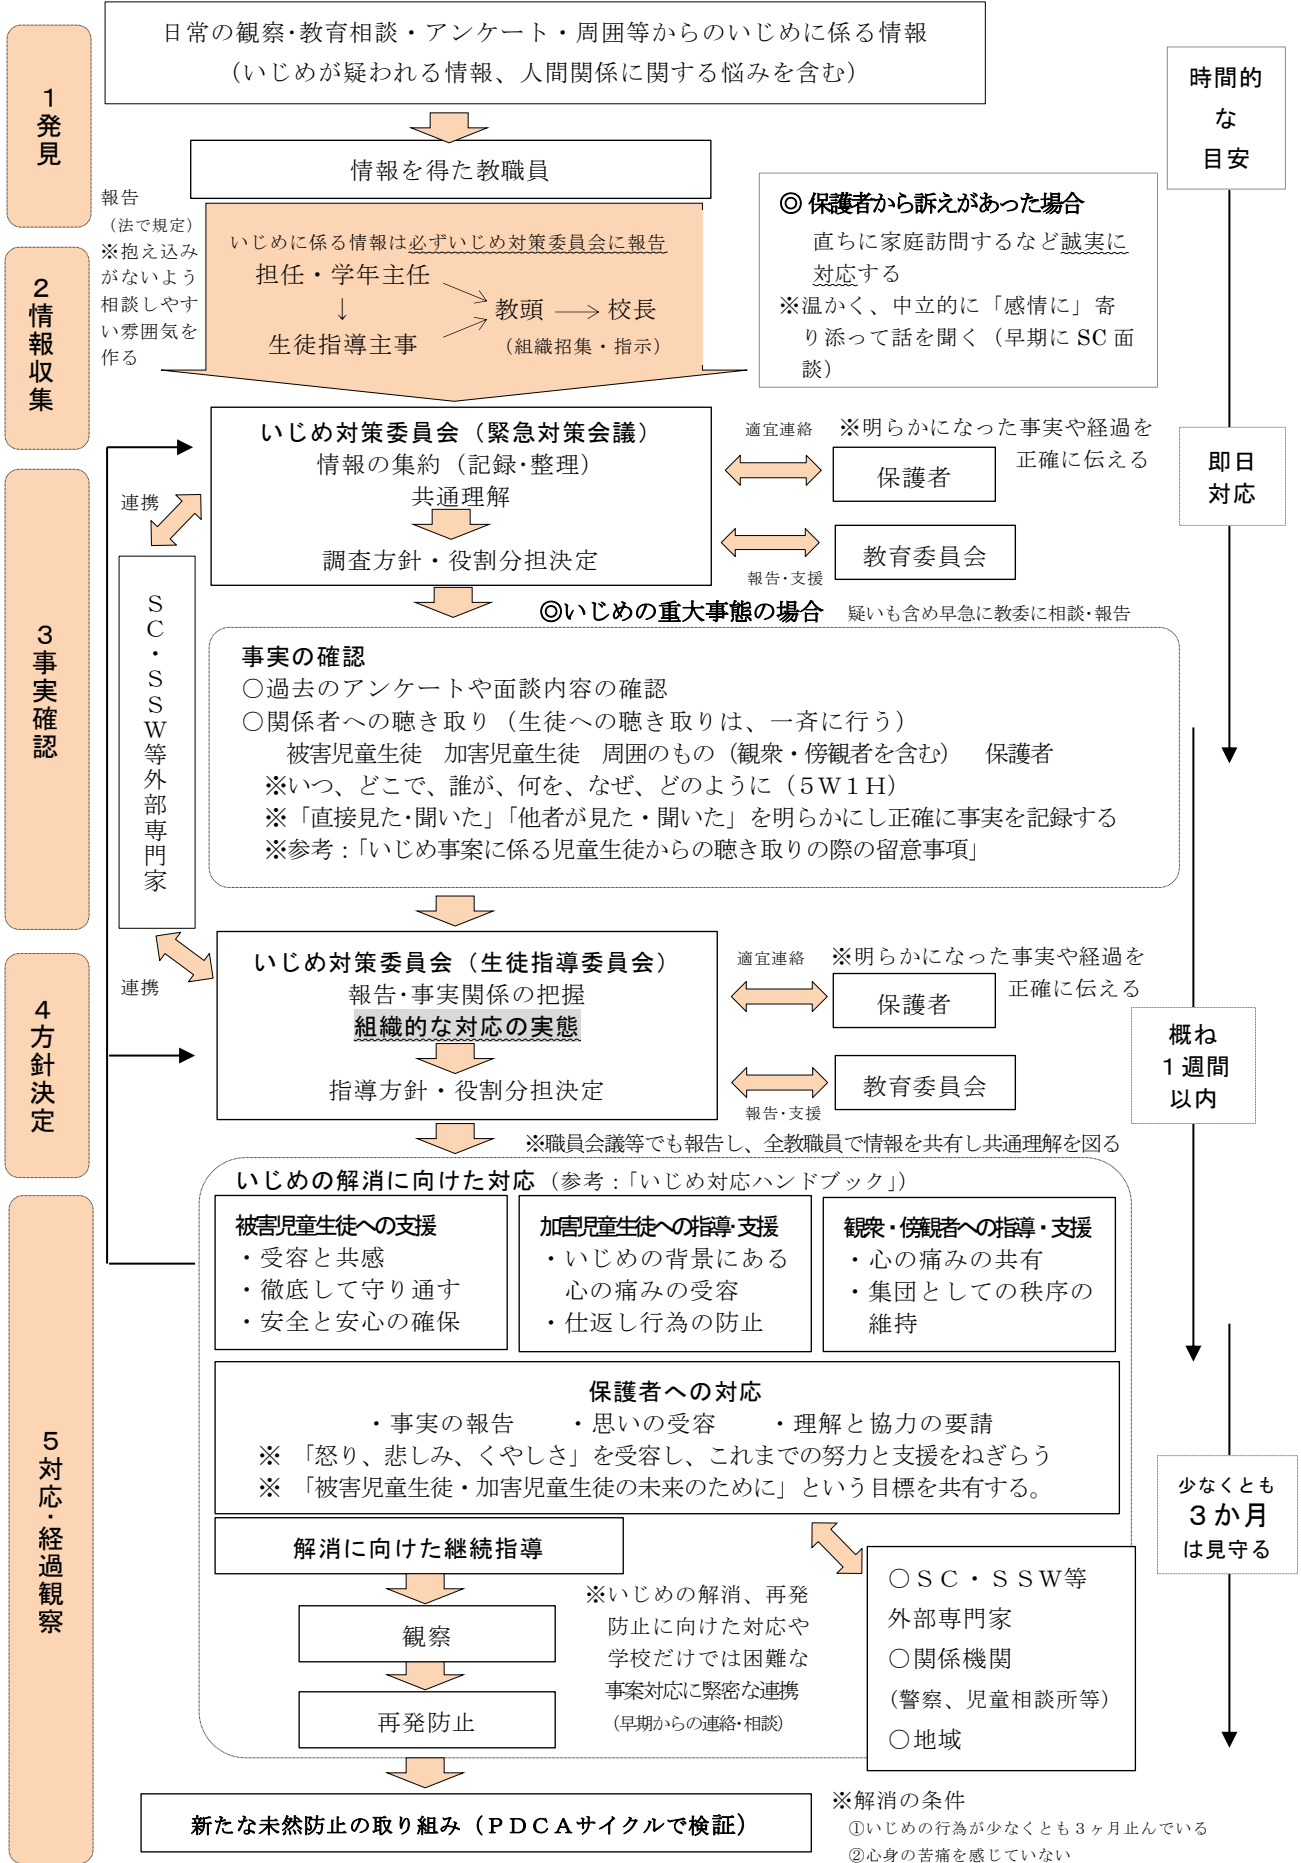 日常の観察･教育相談・アンケート・周囲等からのいじめに係る情報
（いじめが疑われる情報、人間関係に関する悩みを含む）
時間的
な
目安
１発見
情報を得た教職員
報告
（法で規定）
※抱え込み
がないよう
相談しやす
い雰囲気を
作る
いじめに係る情報は必ずいじめ対策委員会に報告
担任・学年主任
↓
生徒指導主事
教頭 → 校長
（組織招集・指示）
◎ 保護者から訴えがあった場合
直ちに家庭訪問するなど誠実に
対応する
※温かく、中立的に「感情に」寄
り添って話を聞く（早期に SC 面
談）
２情報収集
いじめ対策委員会（緊急対策会議）
情報の集約（記録･整理）
共通理解
調査方針・役割分担決定
適宜連絡
※明らかになった事実や経過を
正確に伝える
保護者
教育委員会
報告･支援
即日
対応
連携
ＳＣ・ＳＳＷ等外部専門家
◎いじめの重大事態の場合 疑いも含め早急に教委に相談･報告
３事実確認
事実の確認
○過去のアンケートや面談内容の確認
○関係者への聴き取り（生徒への聴き取りは、一斉に行う）
被害児童生徒 加害児童生徒 周囲のもの（観衆・傍観者を含む） 保護者
※いつ、どこで、誰が、何を、なぜ、どのように（５Ｗ１Ｈ）
※「直接見た･聞いた」「他者が見た・聞いた」を明らかにし正確に事実を記録する
※参考：「いじめ事案に係る児童生徒からの聴き取りの際の留意事項」
連携
いじめ対策委員会（生徒指導委員会）
報告･事実関係の把握
組織的な対応の実態
指導方針・役割分担決定
適宜連絡
※明らかになった事実や経過を
正確に伝える
保護者
教育委員会
報告･支援
４方針決定
概ね
１週間
以内
※職員会議等でも報告し、全教職員で情報を共有し共通理解を図る
いじめの解消に向けた対応（参考：「いじめ対応ハンドブック」）
被害児童生徒への支援
・受容と共感
・徹底して守り通す
・安全と安心の確保
加害児童生徒への指導･支援
・いじめの背景にある
心の痛みの受容
・仕返し行為の防止
観衆・傍観者への指導・支援
・心の痛みの共有
・集団としての秩序の
維持
保護者への対応
・事実の報告 ・思いの受容 ・理解と協力の要請
※ 「怒り、悲しみ、くやしさ」を受容し、これまでの努力と支援をねぎらう
※ 「被害児童生徒・加害児童生徒の未来のために」という目標を共有する。
５対応・経過観察
少なくとも
３か月
は見守る
解消に向けた継続指導
観察
再発防止
※いじめの解消、再発
防止に向けた対応や
学校だけでは困難な
事案対応に緊密な連携
（早期からの連絡･相談）
○ＳＣ・ＳＳＷ等
外部専門家
○関係機関
（警察、児童相談所等）
○地域
新たな未然防止の取り組み（ＰＤＣＡサイクルで検証）
※解消の条件
①いじめの行為が少なくとも３ヶ月止んでいる
②心身の苦痛を感じていない